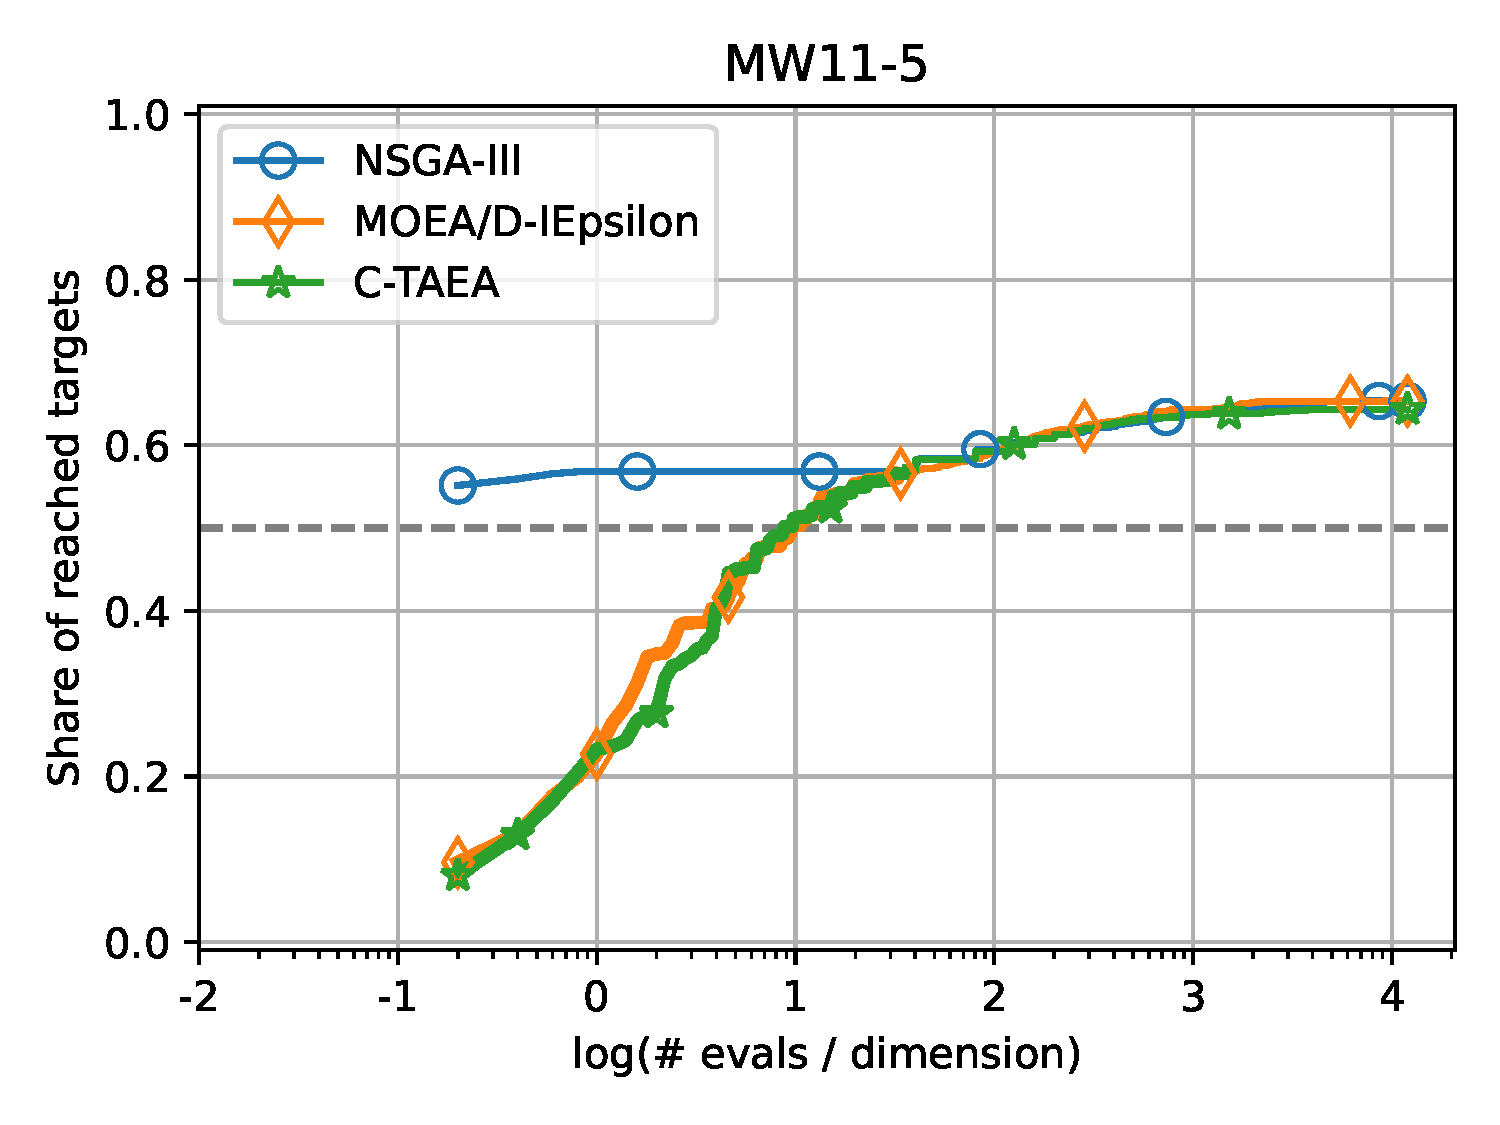 MW11-5
1.0
0.8
0.6
0.4
0.2
0.0
Share of reached targets
NSGA-III
MOEA/D-IEpsilon
C-TAEA
-2 -1 0 1 2 3 4
log(# evals / dimension)